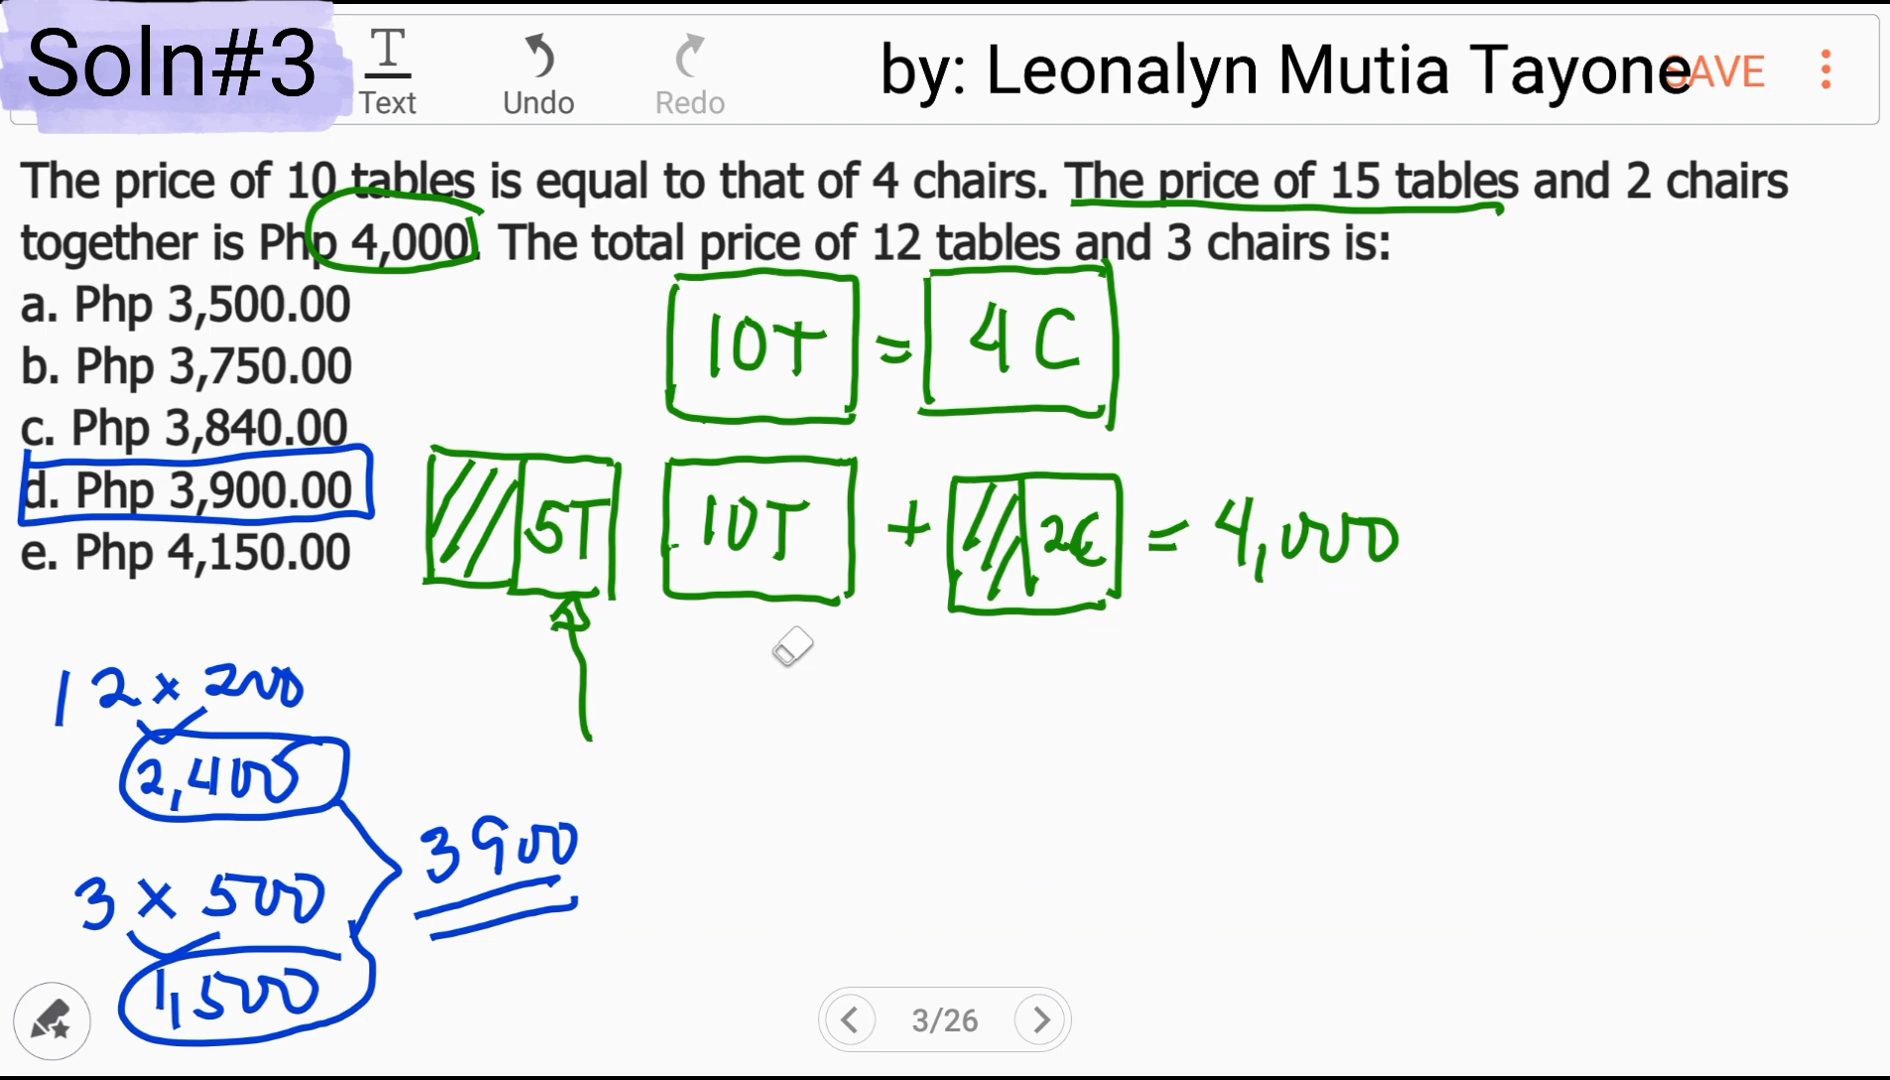 Soln#3
Text
Undo
Redo
by: Leonalyn Mutia Tayone
SAVE
The price of 10 tables is equal to that of 4 chairs. The price of 15 tables and 2 chairs
together is Php 4,000. The total price of 12 tables and 3 chairs is:
a. Php 3,500.00
b. Php 3,750.00
c. Php 3,840.00
d. Php 3,900.00
e. Php 4,150.00
10T = 4C
5T 10T + 2C = 4,000
12 × 200
2,400
3 × 500
1,500
3900
3/26